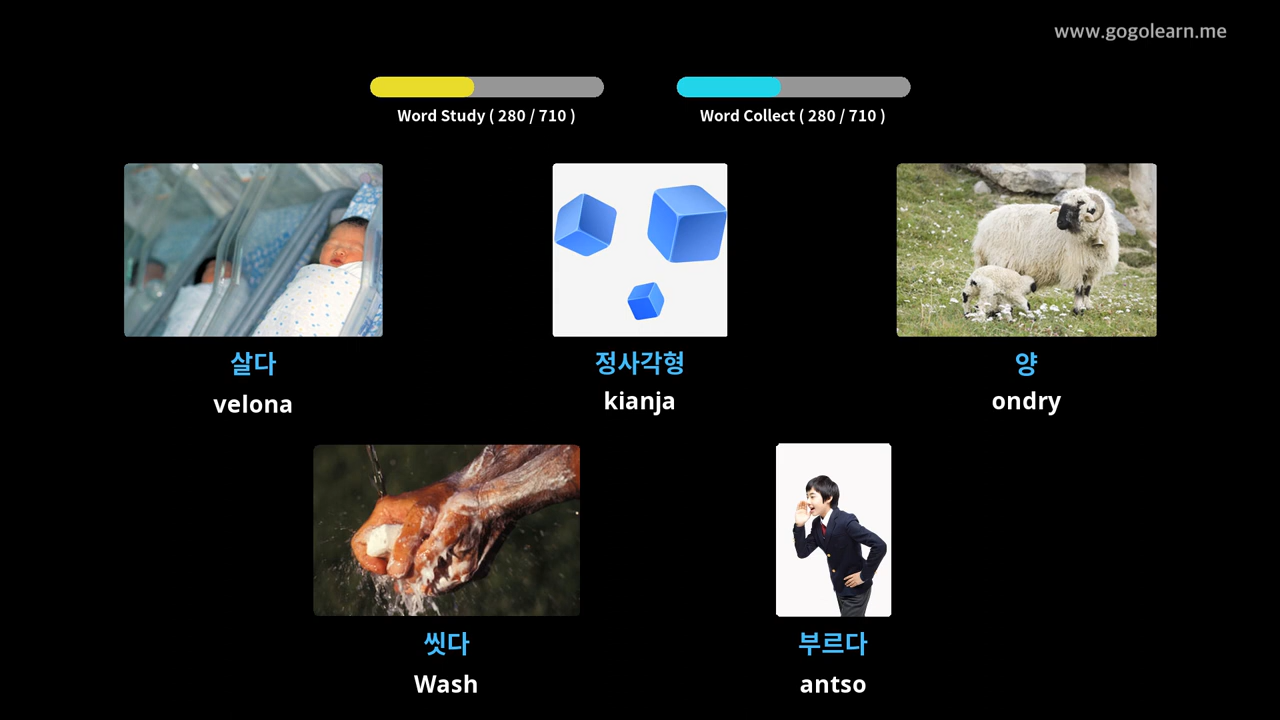 www.gogolearn.me
Word Study ( 280 / 710 )
Word Collect ( 280 / 710 )
살다
velona
정사각형
kianja
양
ondry
씻다
Wash
부르다
antso